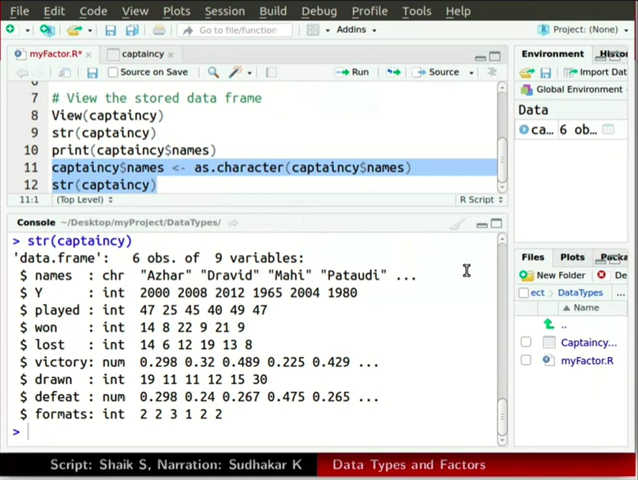 File Edit Code View Plots Session Build Debug Profile Tools Help
Go to file/function Addins Project: (None)
myFactor.R* captaincy
Source on Save Run Source
7 # View the stored data frame
8 View(captaincy)
9 str(captaincy)
10 print(captaincy$names)
11 captaincy$names <- as.character(captaincy$names)
12 str(captaincy)
11:1 (Top Level) R Script
Console ~/Desktop/myProject/DataTypes/
> str(captaincy)
'data.frame': 6 obs. of 9 variables:
$ names : chr "Azhar" "Dravid" "Mahi" "Pataudi" ...
$ Y : int 2000 2008 2012 1965 2004 1980
$ played : int 47 25 45 40 49 47
$ won : int 14 8 22 9 21 9
$ lost : int 14 6 12 19 13 8
$ victory: num 0.298 0.32 0.489 0.225 0.429 ...
$ drawn : int 19 11 11 12 15 30
$ defeat : num 0.298 0.24 0.267 0.475 0.265 ...
$ formats: int 2 2 3 1 2 2
>
Environment Histor
Import Dat
Global Environment
Data
ca... 6 ob...
Files Plots Packa
New Folder De
ect DataTypes
Name
..
Captaincy...
myFactor.R
Script: Shaik S, Narration: Sudhakar K Data Types and Factors